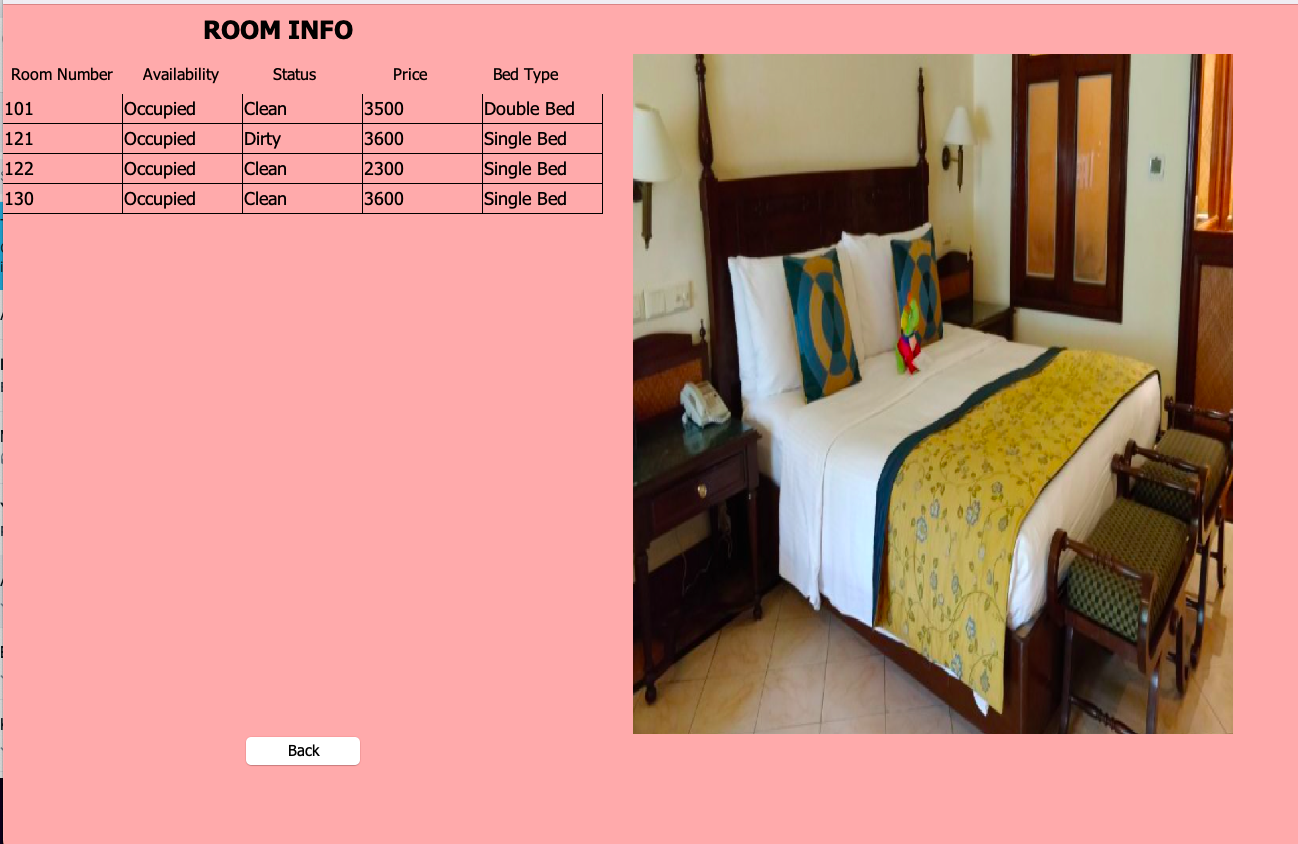 ROOM INFO
Room Number Availability Status Price Bed Type
101 Occupied Clean 3500 Double Bed
121 Occupied Dirty 3600 Single Bed
122 Occupied Clean 2300 Single Bed
130 Occupied Clean 3600 Single Bed
Back